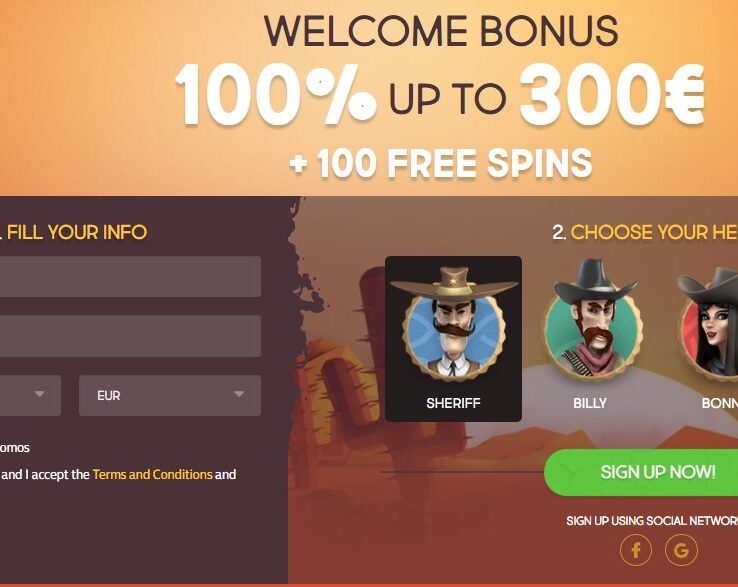 WELCOME BONUS
100% UP TO 300€
+ 100 FREE SPINS
. FILL YOUR INFO
EUR
omos
and I accept the Terms and Conditions and
2. CHOOSE YOUR HE
SHERIFF
BILLY
BONN
SIGN UP NOW!
SIGN UP USING SOCIAL NETWOR
f
G